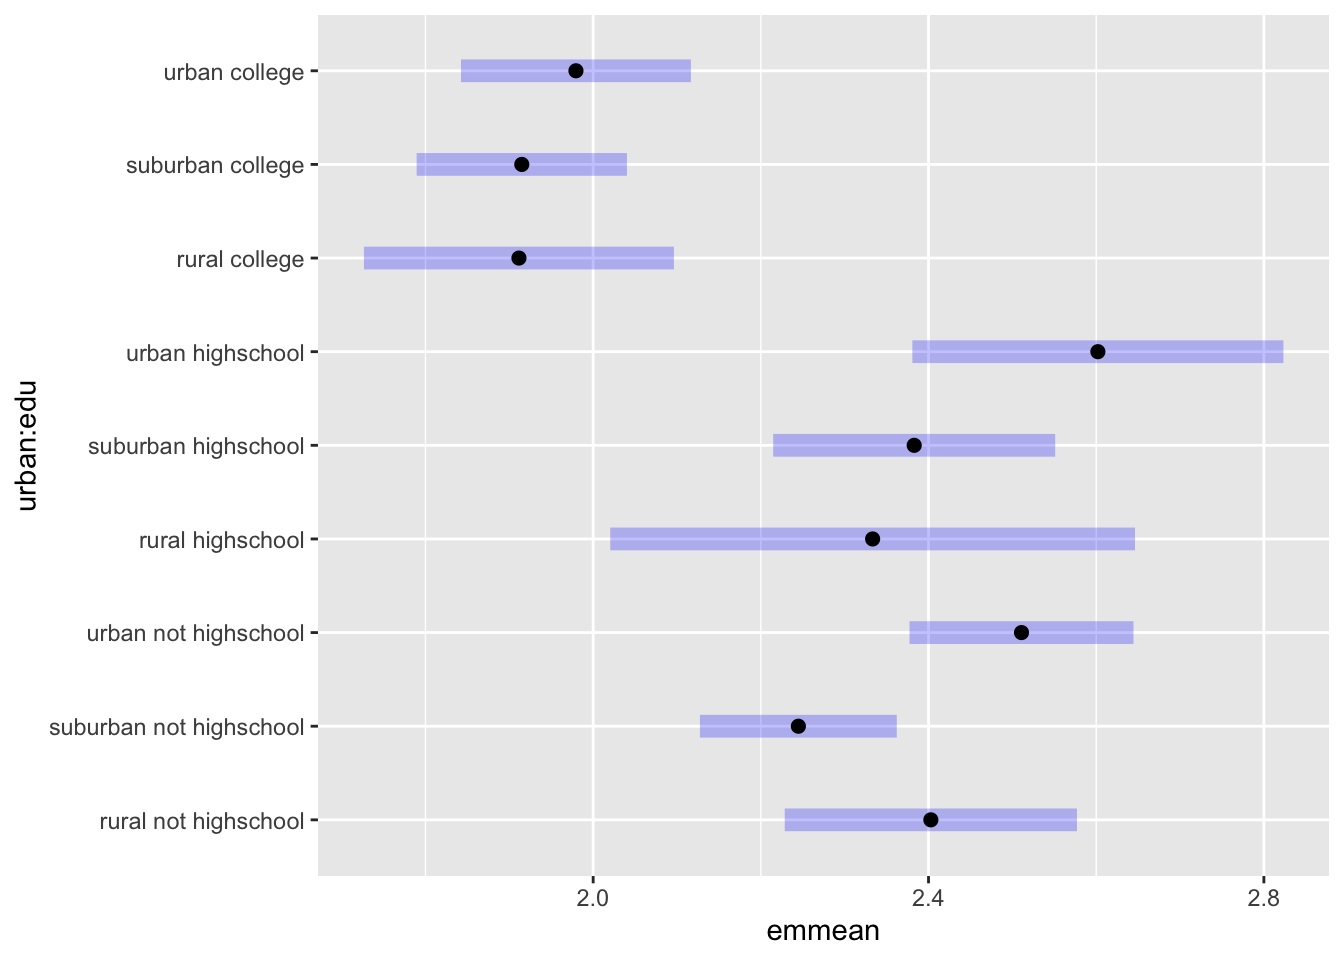 urban college
suburban college
rural college
urban highschool
suburban highschool
rural highschool
urban not highschool
suburban not highschool
rural not highschool
urban:edu
2.0 2.4 2.8
emmean